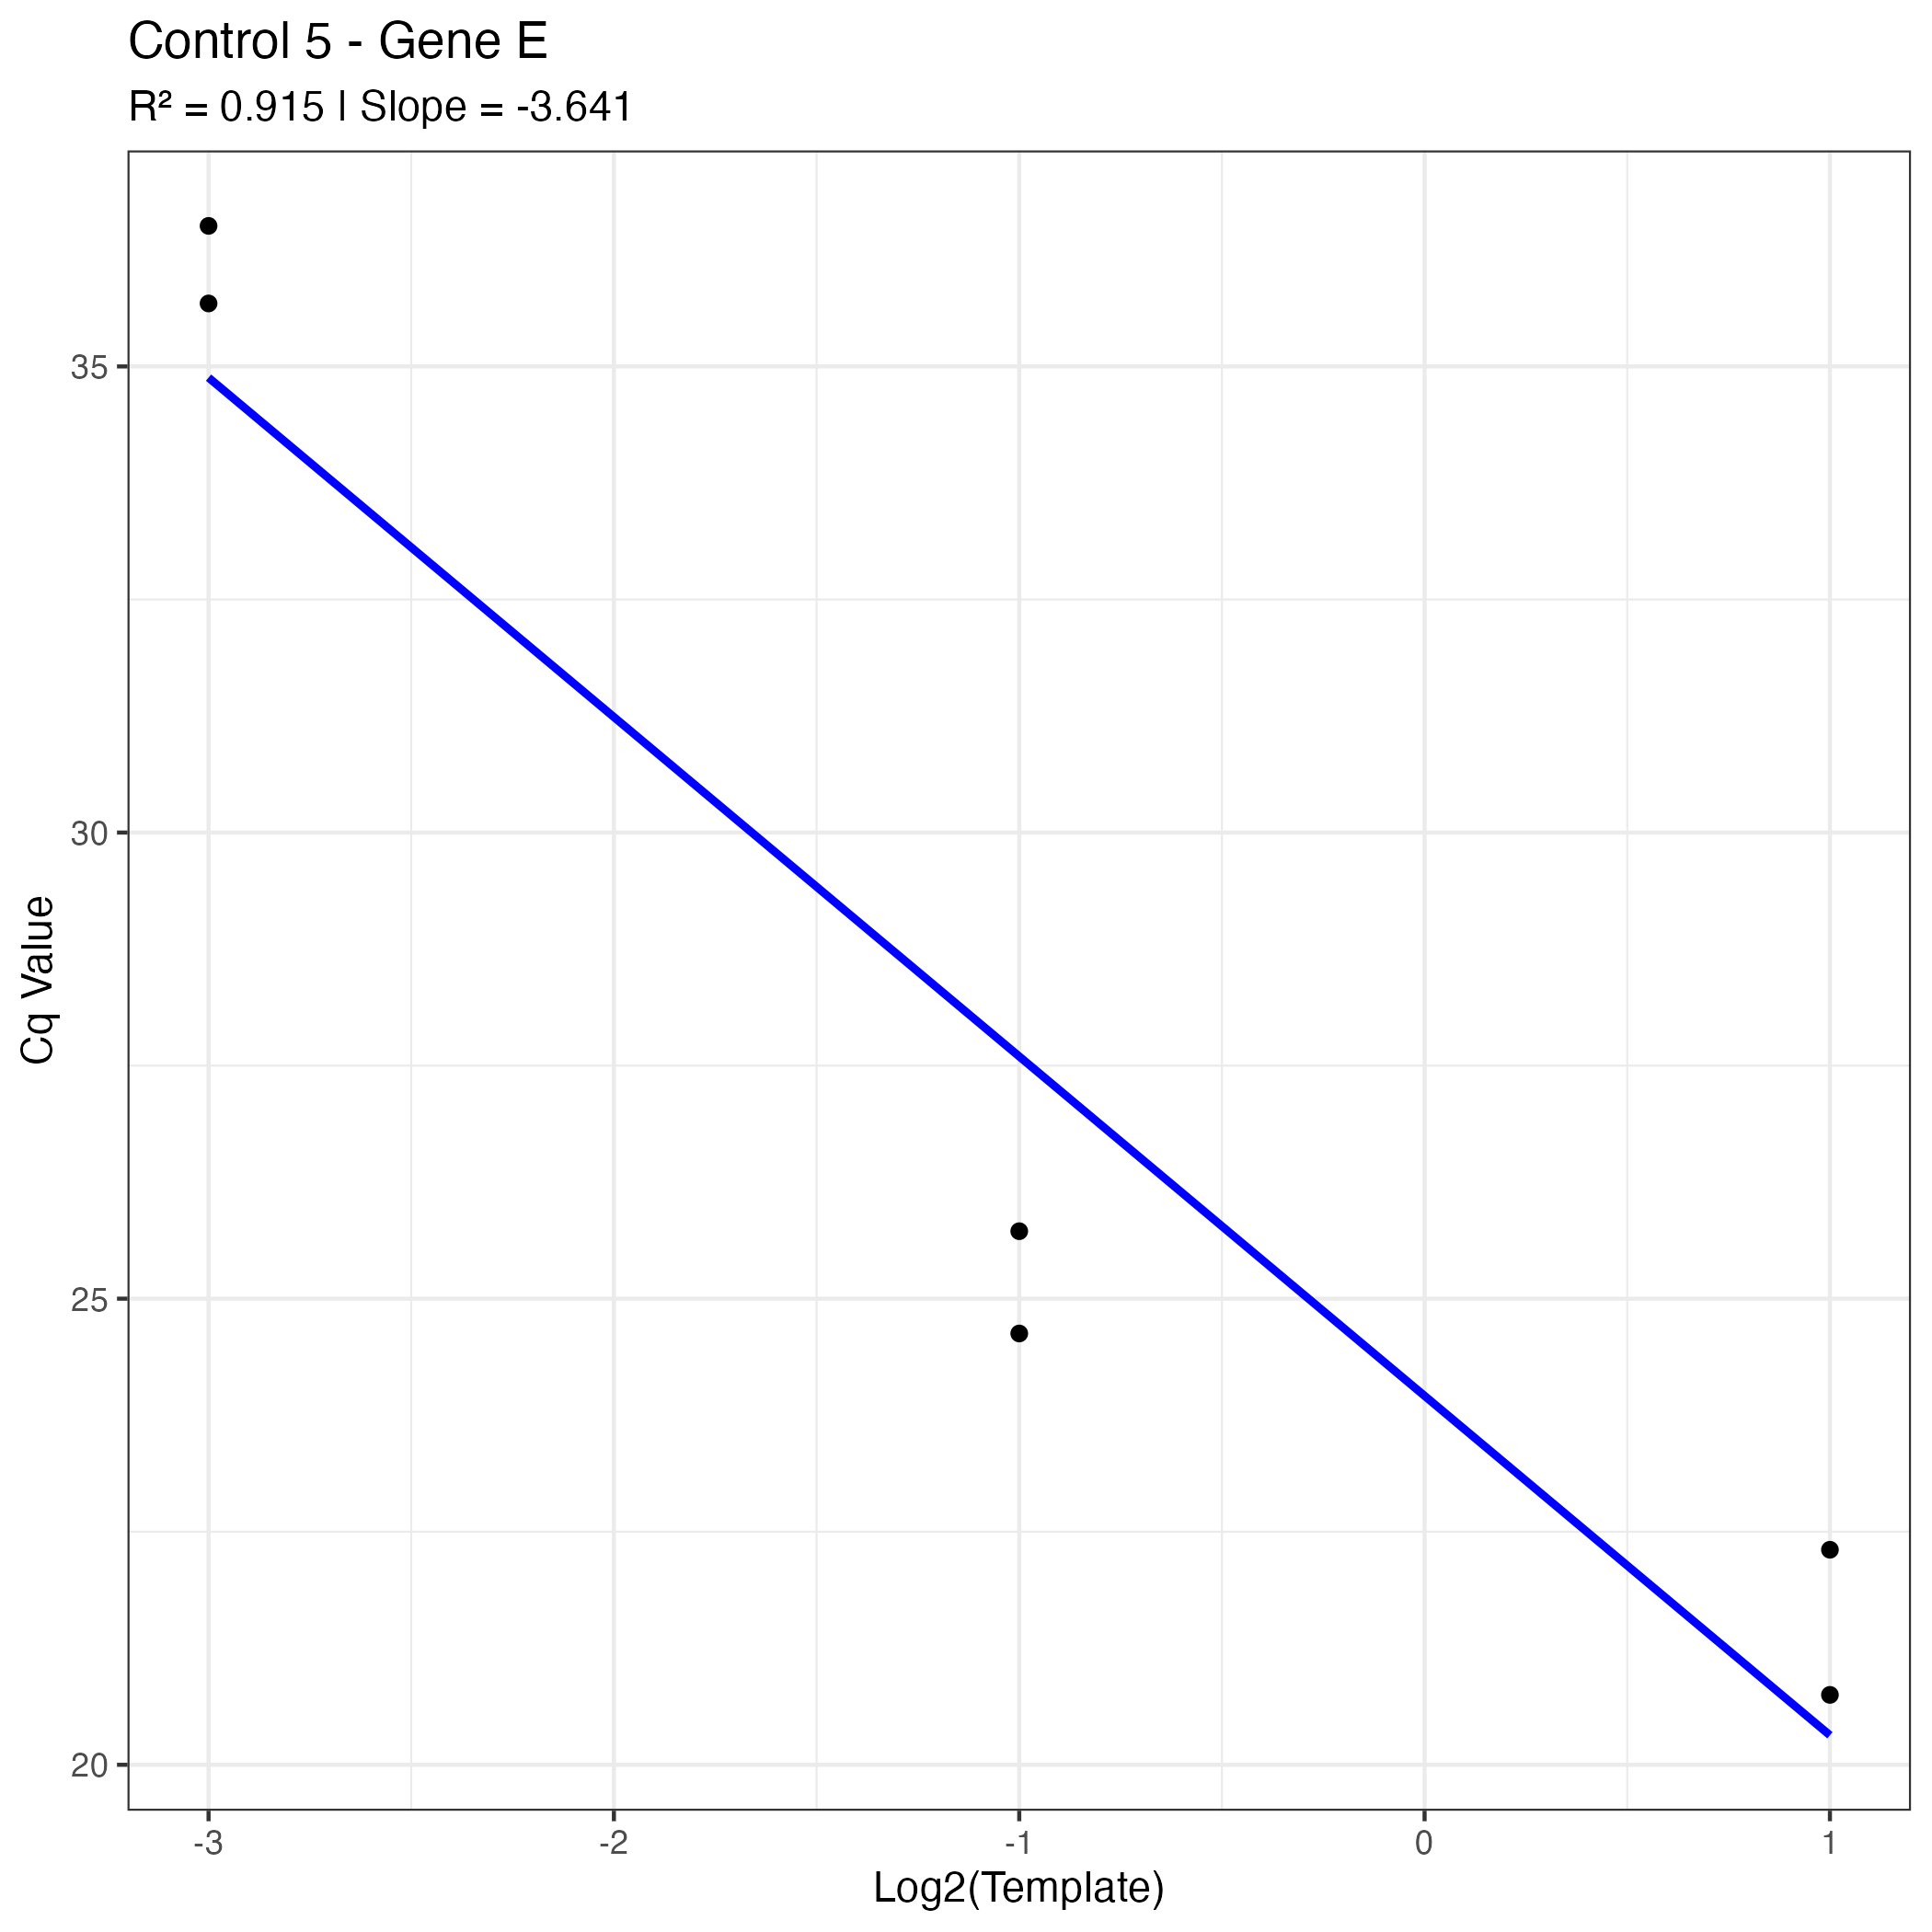 Control 5 - Gene E
R² = 0.915 | Slope = -3.641
35
30
25
20
Cq Value
-3
-2
-1
0
1
Log2(Template)